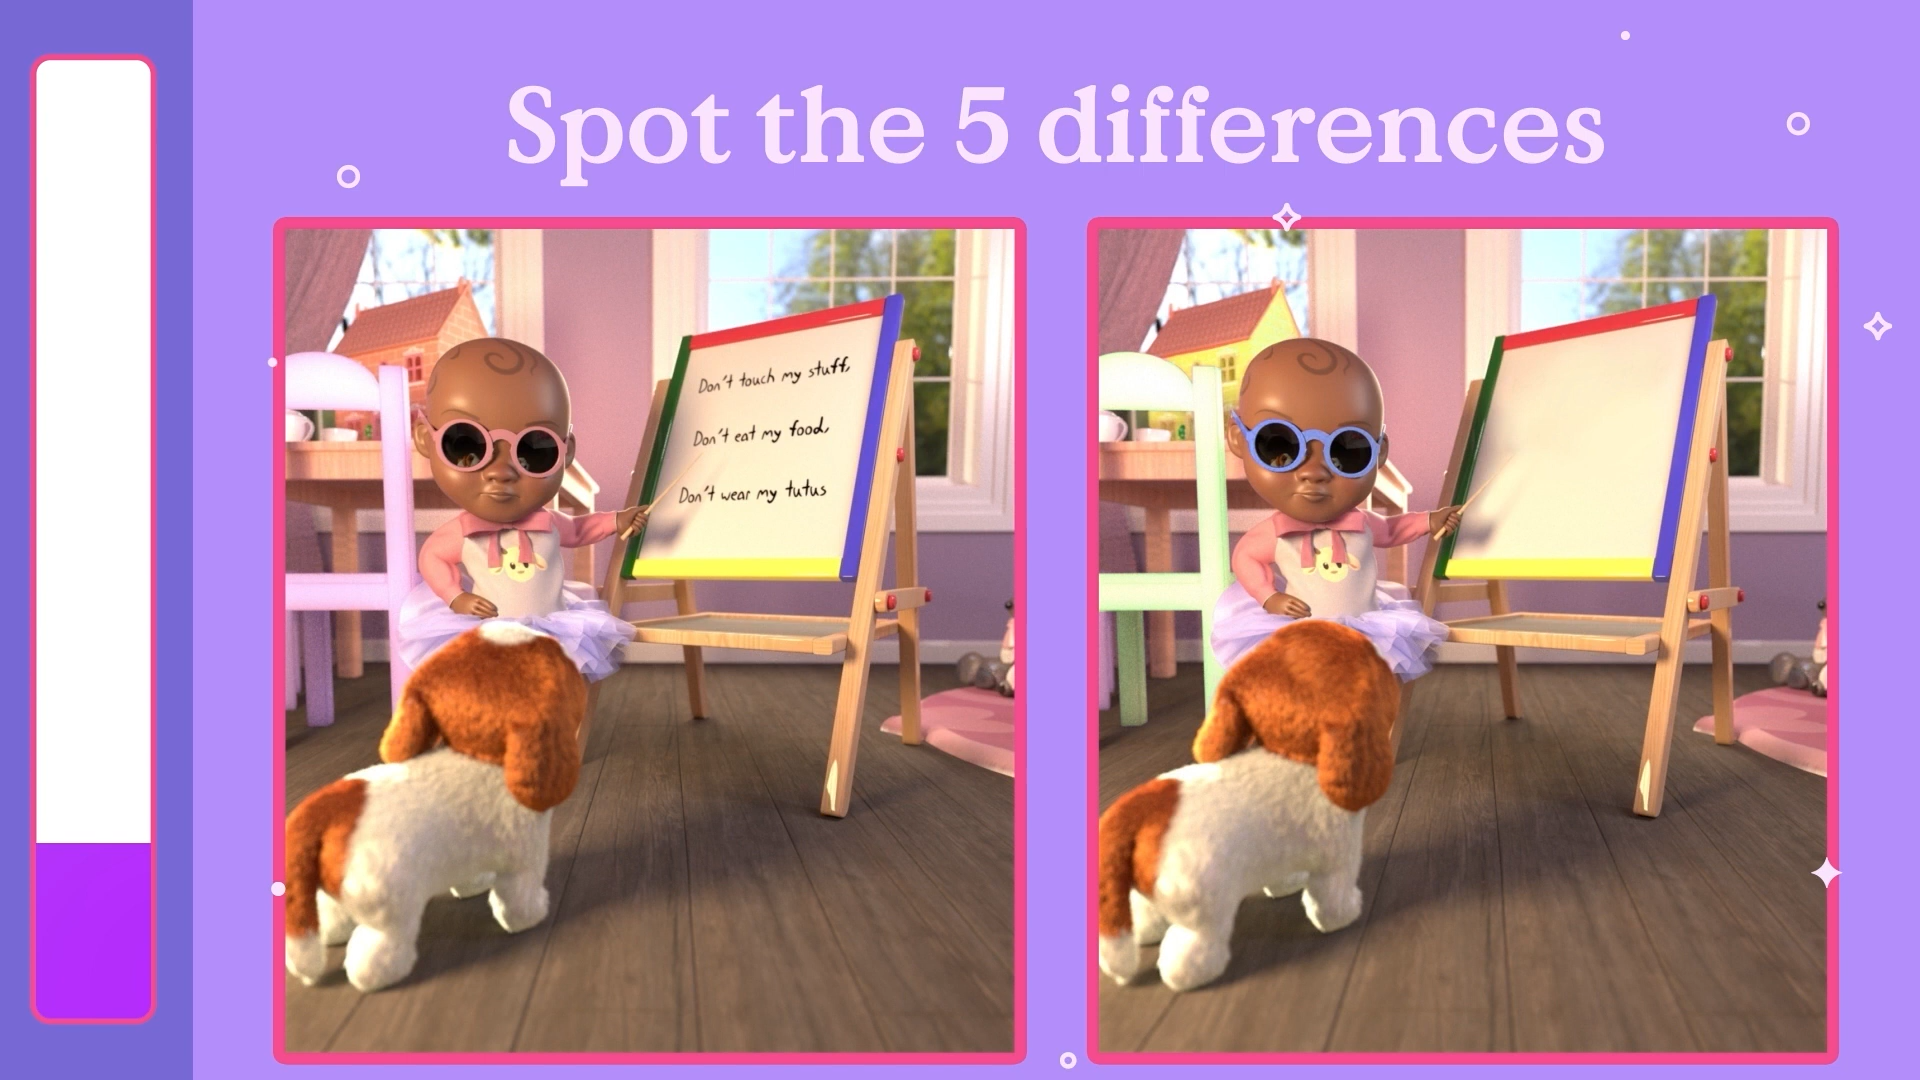 Spot the 5 differences
Don't touch my stuff,
Don't eat my food,
Don't wear my tutus